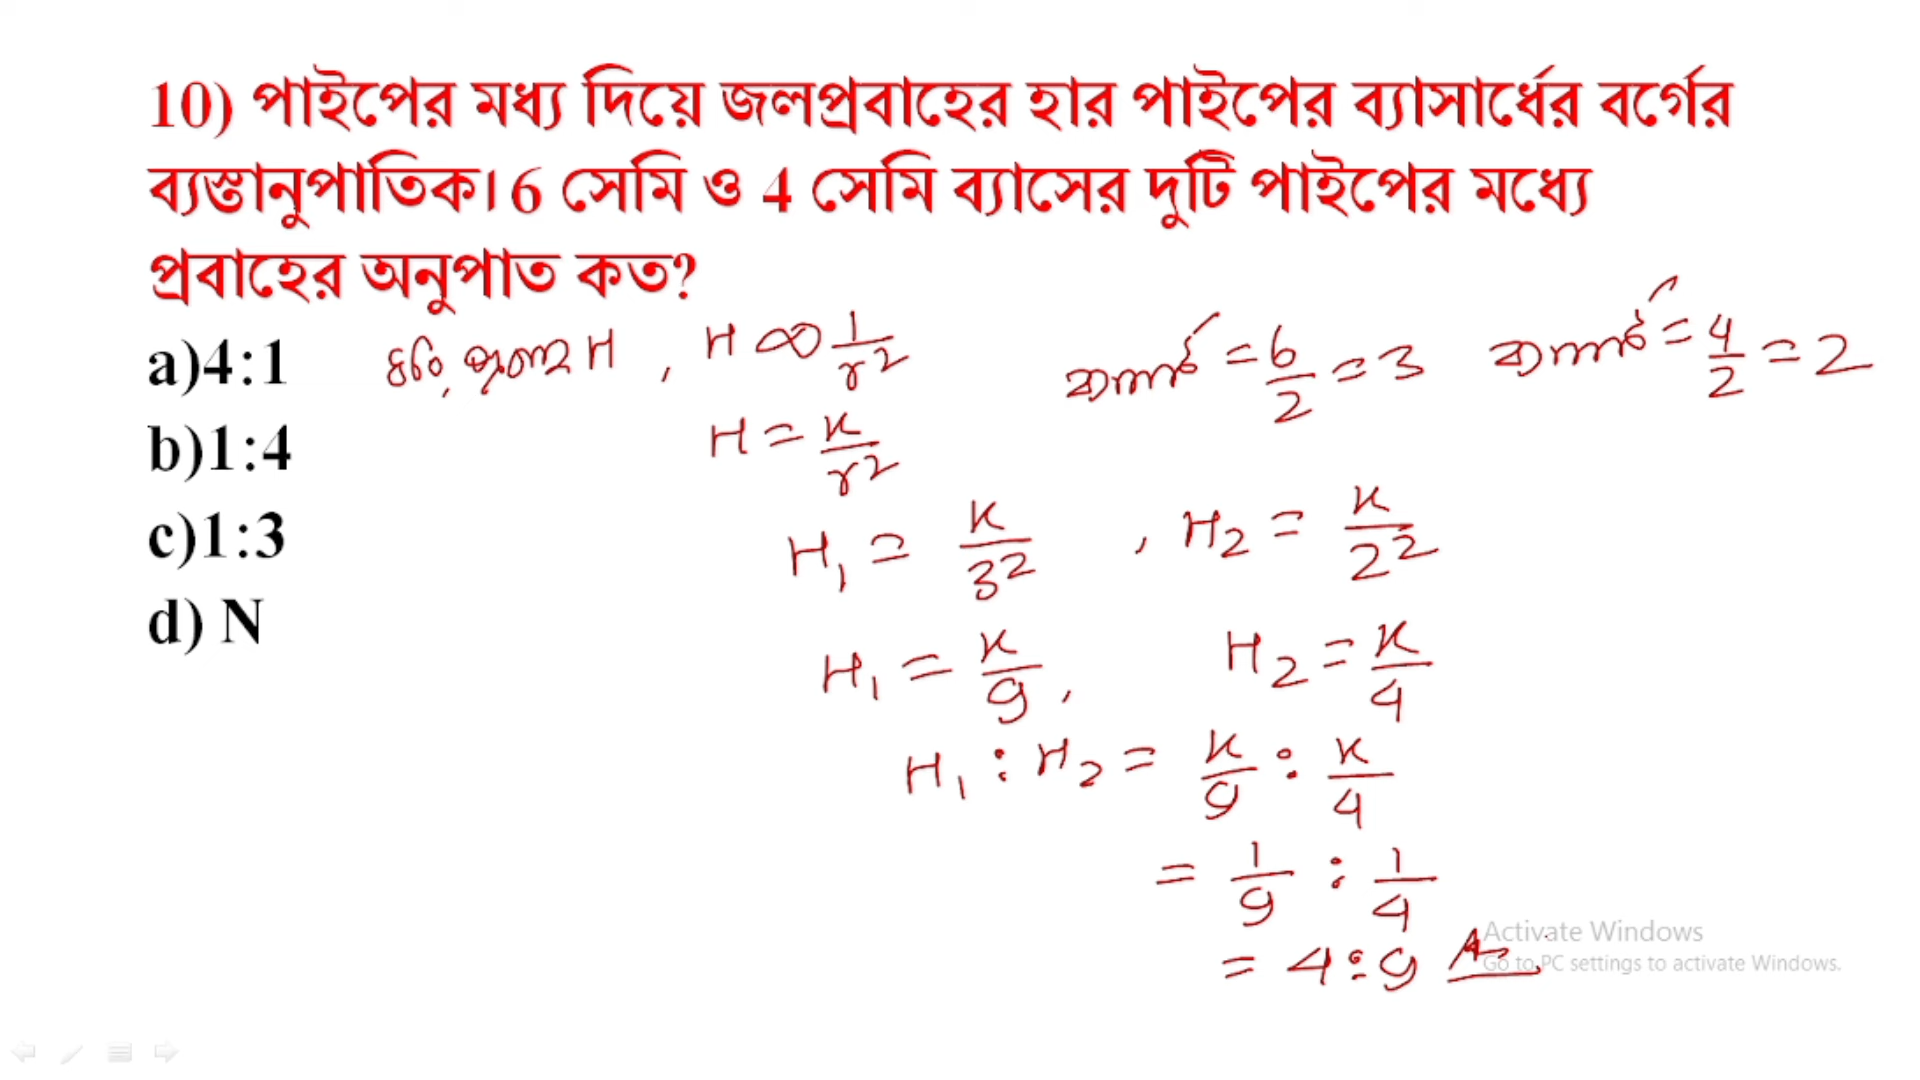 10) পাইপের মধ্য দিয়ে জলপ্রবাহের হার পাইপের ব্যাসার্ধের বর্গের
ব্যস্তানুপাতিক। 6 সেমি ও 4 সেমি ব্যাসের দুটি পাইপের মধ্যে
প্রবাহের অনুপাত কত?
a)4:1
b)1:4
c)1:3
d) N
ধরি, প্রবাহ H , H ∞ 1/r²
ব্যাসার্ধ = 6/2 = 3
ব্যাসার্ধ = 4/2 = 2
H = K/r²
H₁ = K/3² , H₂ = K/2²
H₁ = K/9 , H₂ = K/4
H₁ : H₂ = K/9 : K/4
= 1/9 : 1/4
= 4:9
Activate Windows
Go to PC settings to activate Windows.